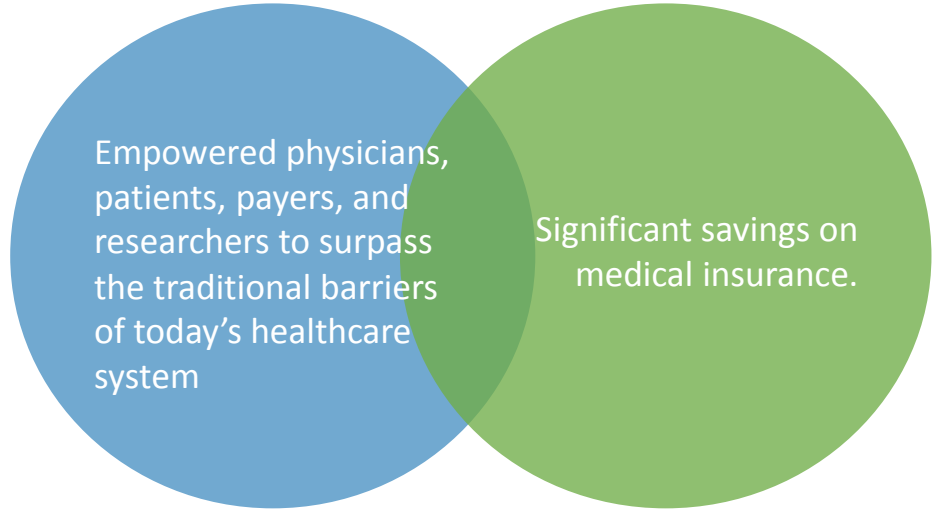 Empowered physicians,
patients, payers, and
researchers to surpass
the traditional barriers
of today’s healthcare
system
Significant savings on
medical insurance.